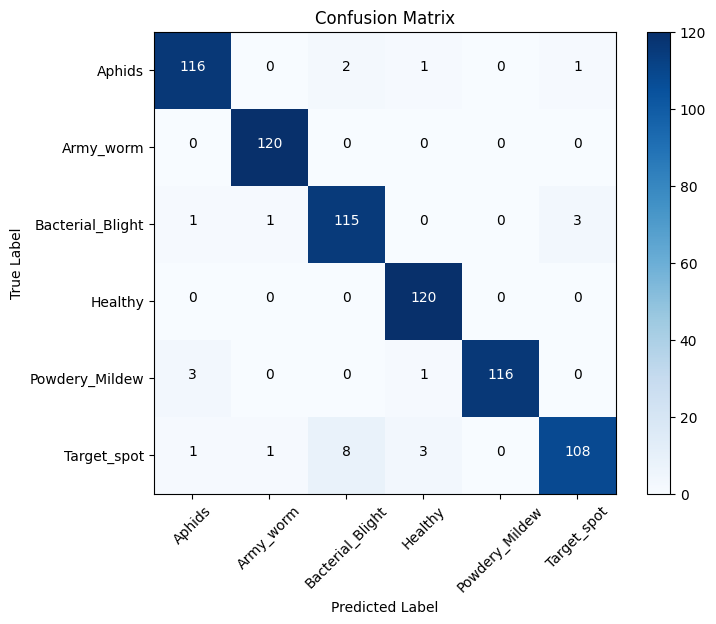 Confusion Matrix
True Label
Aphids 116 0 2 1 0 1
Army_worm 0 120 0 0 0 0
Bacterial_Blight 1 1 115 0 0 3
Healthy 0 0 0 120 0 0
Powdery_Mildew 3 0 0 1 116 0
Target_spot 1 1 8 3 0 108
Aphids Army_worm Bacterial_Blight Healthy Powdery_Mildew Target_spot
Predicted Label
120
100
80
60
40
20
0